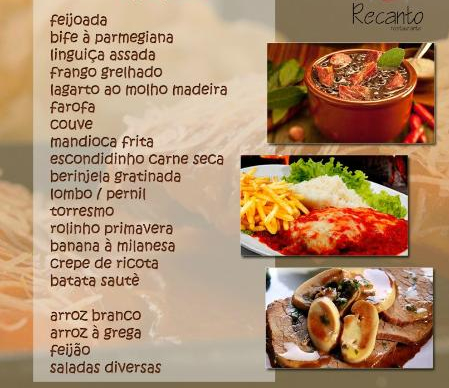 Recanto
restaurante
feijoada
bife à parmegiana
linguiça assada
frango grelhado
lagarto ao molho madeira
farofa
couve
mandioca frita
escondidinho carne seca
berinjela gratinada
lombo / pernil
torresmo
rolinho primavera
banana à milanesa
crepe de ricota
batata sautè
arroz branco
arroz à grega
feijão
saladas diversas